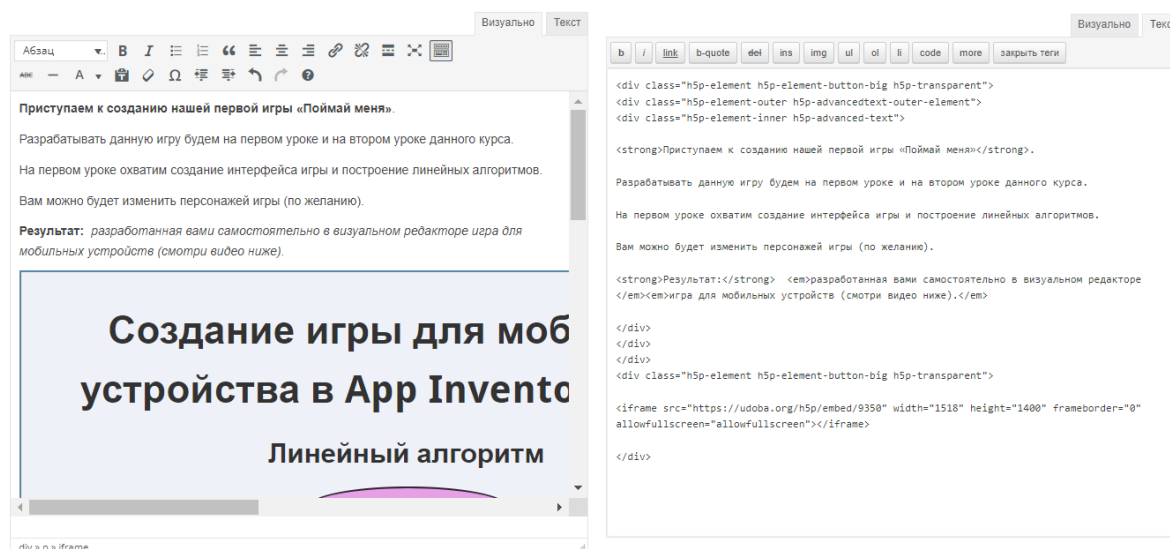 Визуально Текст
Абзац
B I
ABE A Ω
Приступаем к созданию нашей первой игры «Поймай меня».
Разрабатывать данную игру будем на первом уроке и на втором уроке данного курса.
На первом уроке охватим создание интерфейса игры и построение линейных алгоритмов.
Вам можно будет изменить персонажей игры (по желанию).
Результат: разработанная вами самостоятельно в визуальном редакторе игра для
мобильных устройств (смотри видео ниже).
Создание игры для моб
устройства в App Invento
Линейный алгоритм
div » p » iframe
Визуально Текс
b i link b-quote del ins img ul ol li code more закрыть теги
<div class="h5p-element h5p-element-button-big h5p-transparent">
<div class="h5p-element-outer h5p-advancedtext-outer-element">
<div class="h5p-element-inner h5p-advanced-text">
<strong>Приступаем к созданию нашей первой игры «Поймай меня»</strong>.
Разрабатывать данную игру будем на первом уроке и на втором уроке данного курса.
На первом уроке охватим создание интерфейса игры и построение линейных алгоритмов.
Вам можно будет изменить персонажей игры (по желанию).
<strong>Результат:</strong> <em>разработанная вами самостоятельно в визуальном редакторе
</em><em>игра для мобильных устройств (смотри видео ниже).</em>
</div>
</div>
</div>
<div class="h5p-element h5p-element-button-big h5p-transparent">
<iframe src="https://udoba.org/h5p/embed/9350" width="1518" height="1400" frameborder="0"
allowfullscreen="allowfullscreen"></iframe>
</div>